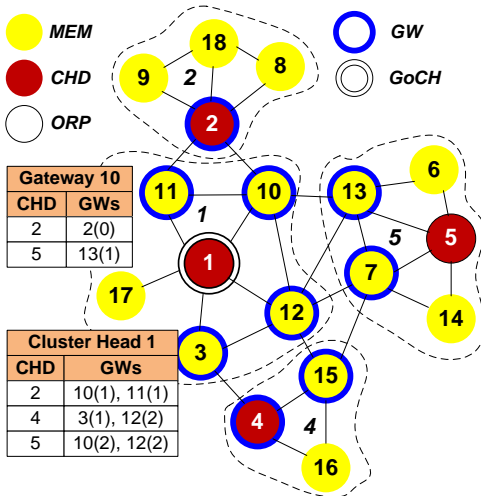 MEM
CHD
ORP
GW
GoCH
18
9
2
8
2
11
10
13
6
1
5
5
1
7
17
12
14
3
15
4
4
16
Gateway 10
CHD GWs
2 2(0)
5 13(1)
Cluster Head 1
CHD GWs
2 10(1), 11(1)
4 3(1), 12(2)
5 10(2), 12(2)